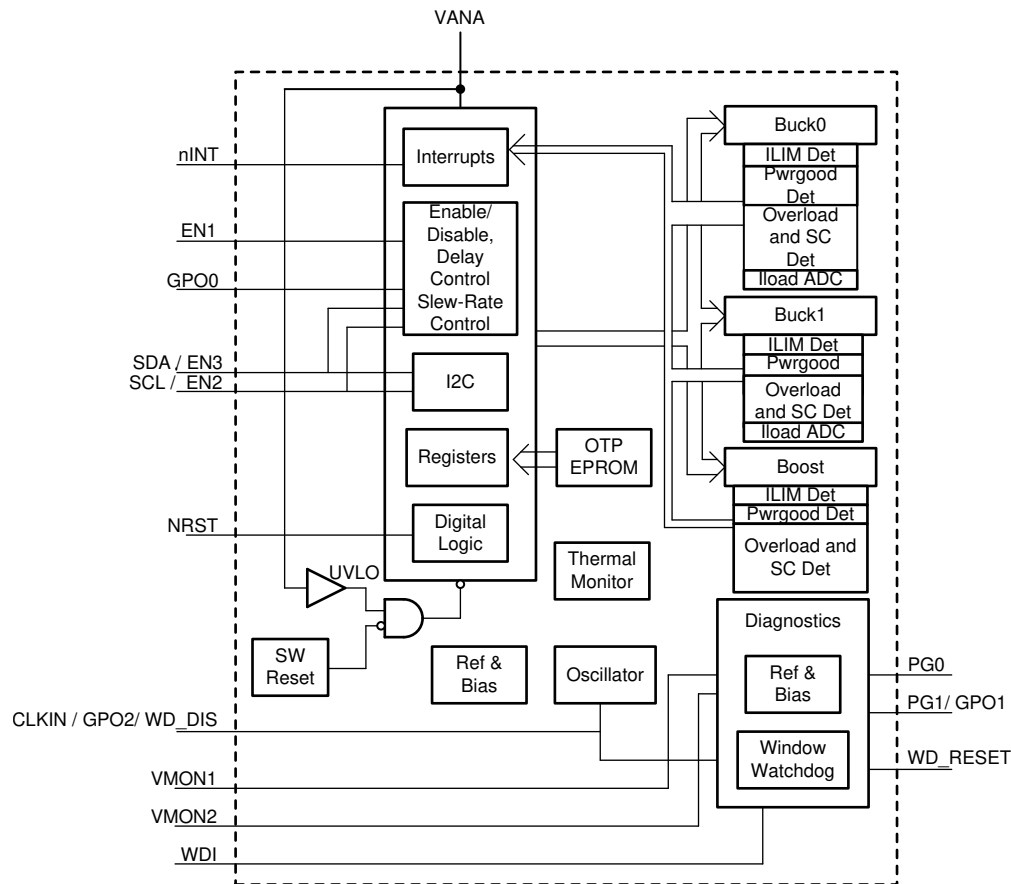 VANA
nINT
EN1
GPO0
SDA / EN3
SCL / EN2
NRST
CLKIN / GPO2/ WD_DIS
VMON1
VMON2
WDI
Interrupts
Enable/
Disable,
Delay
Control
Slew-Rate
Control
I2C
Registers
Digital
Logic
UVLO
SW
Reset
OTP
EPROM
Thermal
Monitor
Ref &
Bias
Oscillator
Buck0
ILIM Det
Pwrgood
Det
Overload
and SC
Det
Iload ADC
Buck1
ILIM Det
Pwrgood
Overload
and SC Det
Iload ADC
Boost
ILIM Det
Pwrgood Det
Overload and
SC Det
Diagnostics
Ref &
Bias
Window
Watchdog
PG0
PG1/ GPO1
WD_RESET